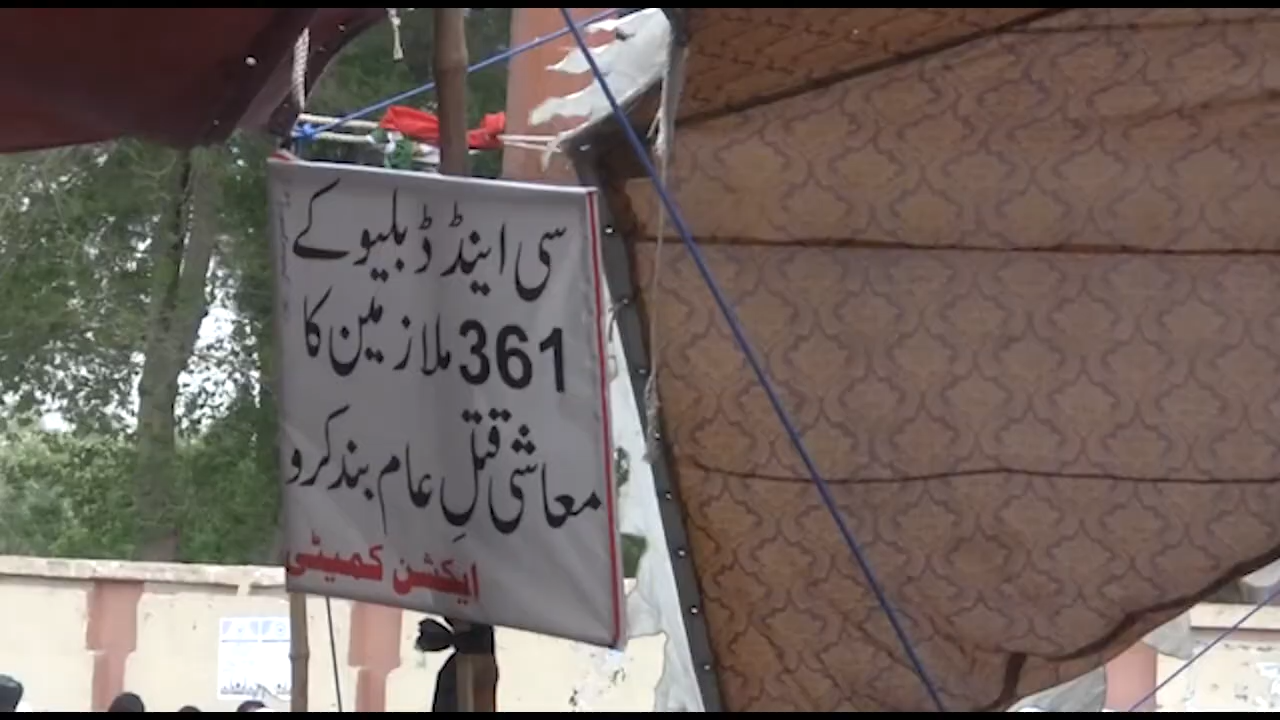 سی اینڈ ڈبلیو کے
361 ملازمین کا
معاشی قتلِ عام بند کرو
ایکشن کمیٹی